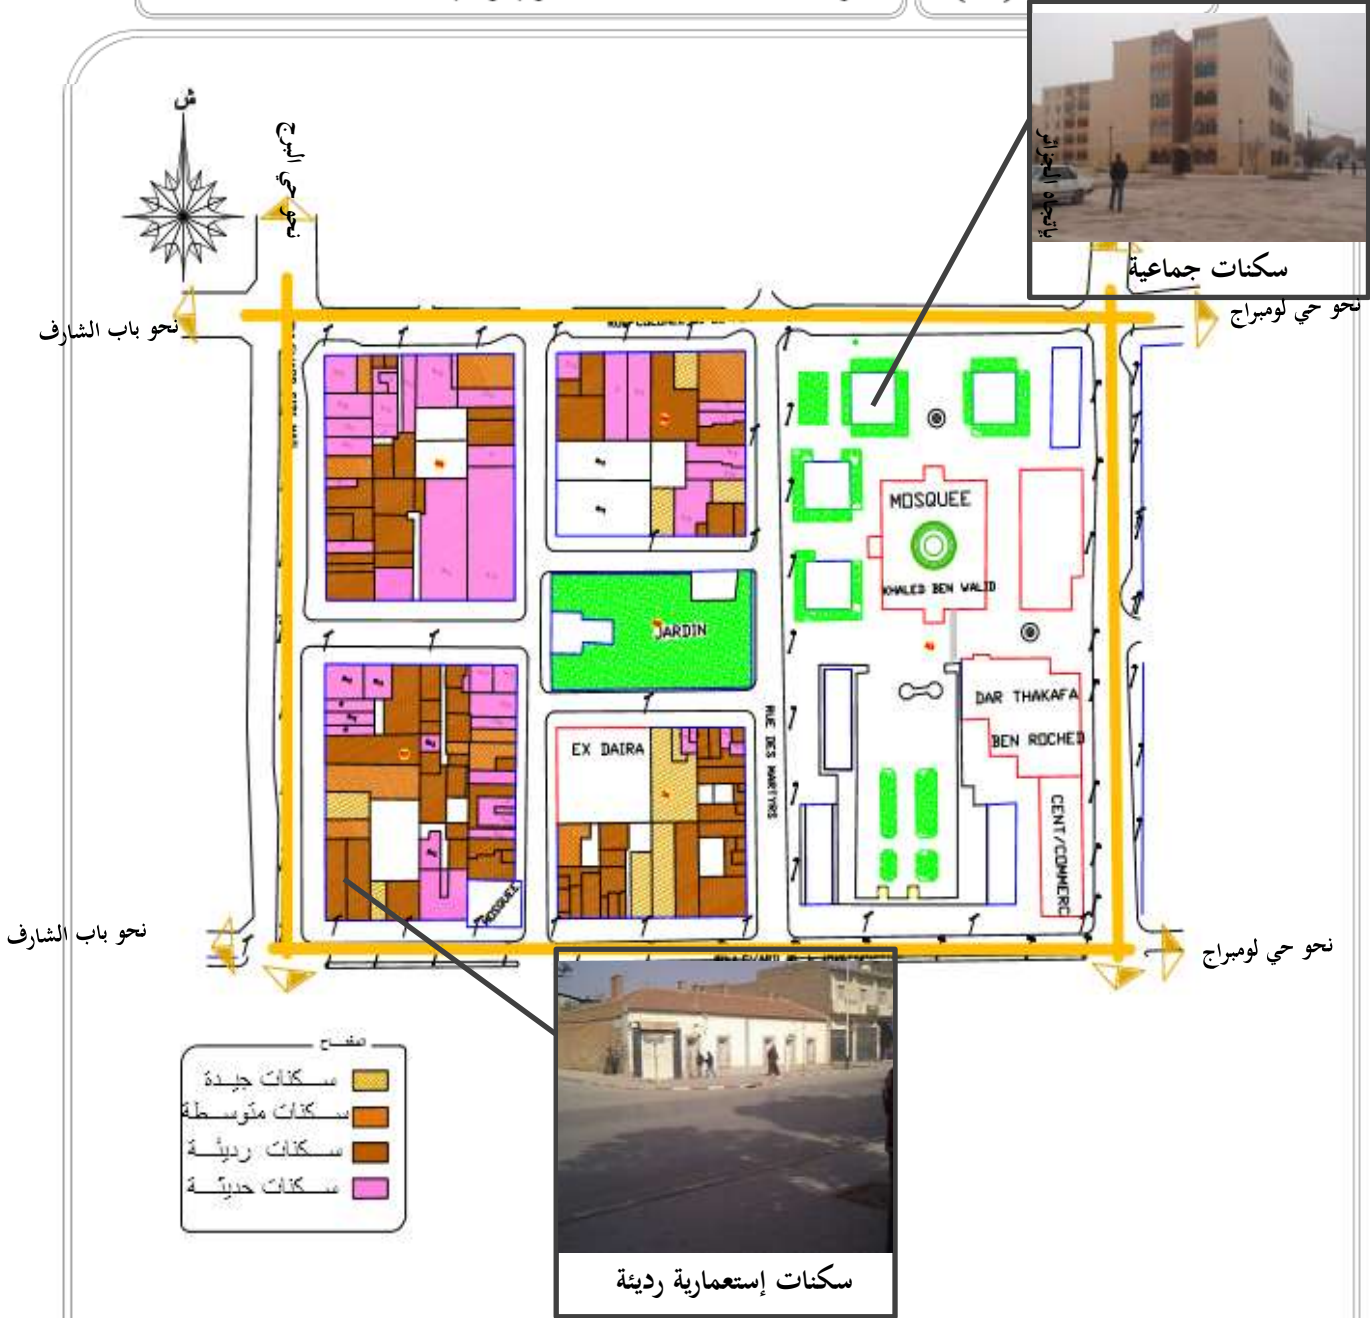 ش
نحو حي البرج
بإتجاه الجزائر
سكنات جماعية
نحو حي لومبراج
نحو باب الشارف
MOSQUEE
KHALED BEN WALID
JARDIN
DAR THAKAFA
BEN ROCHED
EX DAIRA
RUE DES MARTYRS
CENT/COMMERC
MOSQUEE
نحو باب الشارف
نحو حي لومبراج
سكنات جيدة
سكنات متوسطة
سكنات رديئة
سكنات حديثة
سكنات إستعمارية رديئة